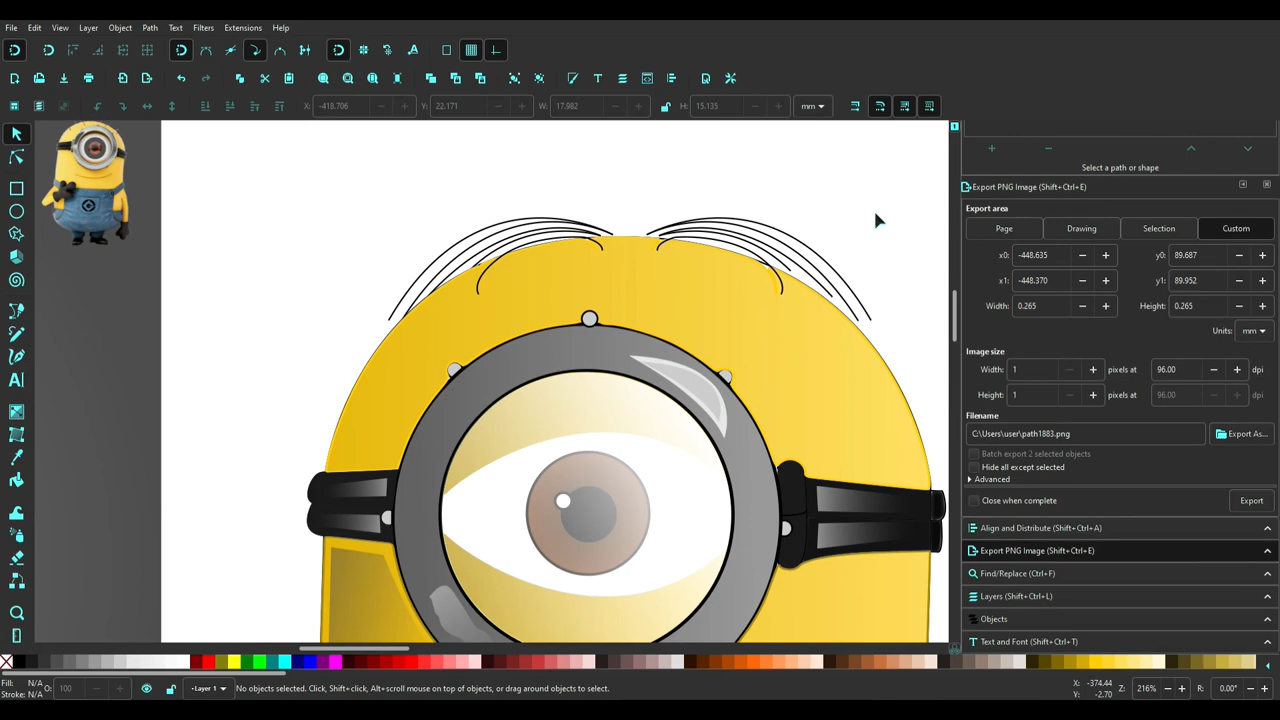 File Edit View Layer Object Path Text Filters Extensions Help
X: -418.706 Y: 22.171 W: 17.982 H: 15.135 mm
Select a path or shape
Export PNG Image (Shift+Ctrl+E)
Export area
Page Drawing Selection Custom
x0: -448.635 y0: 89.687
x1: -448.370 y1: 89.952
Width: 0.265 Height: 0.265
Units: mm
Image size
Width: 1 pixels at 96.00 dpi
Height: 1 pixels at 96.00 dpi
Filename
C:\Users\user\path1883.png Export As...
Batch export 2 selected objects
Hide all except selected
Advanced
Close when complete Export
Align and Distribute (Shift+Ctrl+A)
Export PNG Image (Shift+Ctrl+E)
Find/Replace (Ctrl+F)
Layers (Shift+Ctrl+L)
Objects
Text and Font (Shift+Ctrl+T)
Fill: N/A O: 100 Layer 1 No objects selected. Click, Shift+click, Alt+scroll mouse on top of objects, or drag around objects to select. X: -374.44 Z: 216% R: 0.00°
Stroke: N/A Y: -2.70